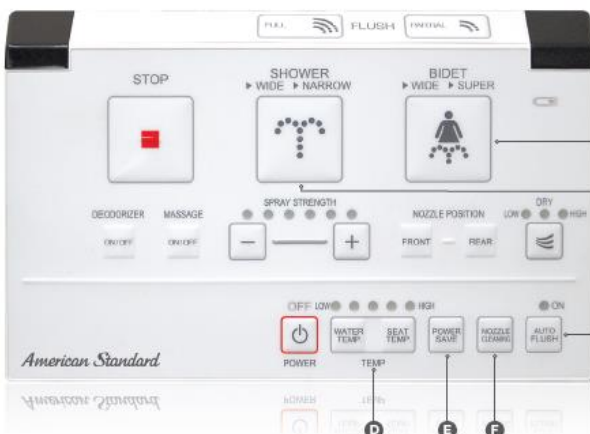 FULL FLUSH PARTIAL
STOP
SHOWER
▸ WIDE ▸ NARROW
BIDET
▸ WIDE ▸ SUPER
DEODORIZER
ON/OFF
MASSAGE
ON/OFF
SPRAY STRENGTH
− +
NOZZLE POSITION
FRONT - REAR
DRY
LOW HIGH
OFF LOW HIGH
ON
WATER TEMP.
SEAT TEMP.
POWER SAVE
NOZZLE CLEANING
AUTO FLUSH
POWER
TEMP
American Standard
D
E
F